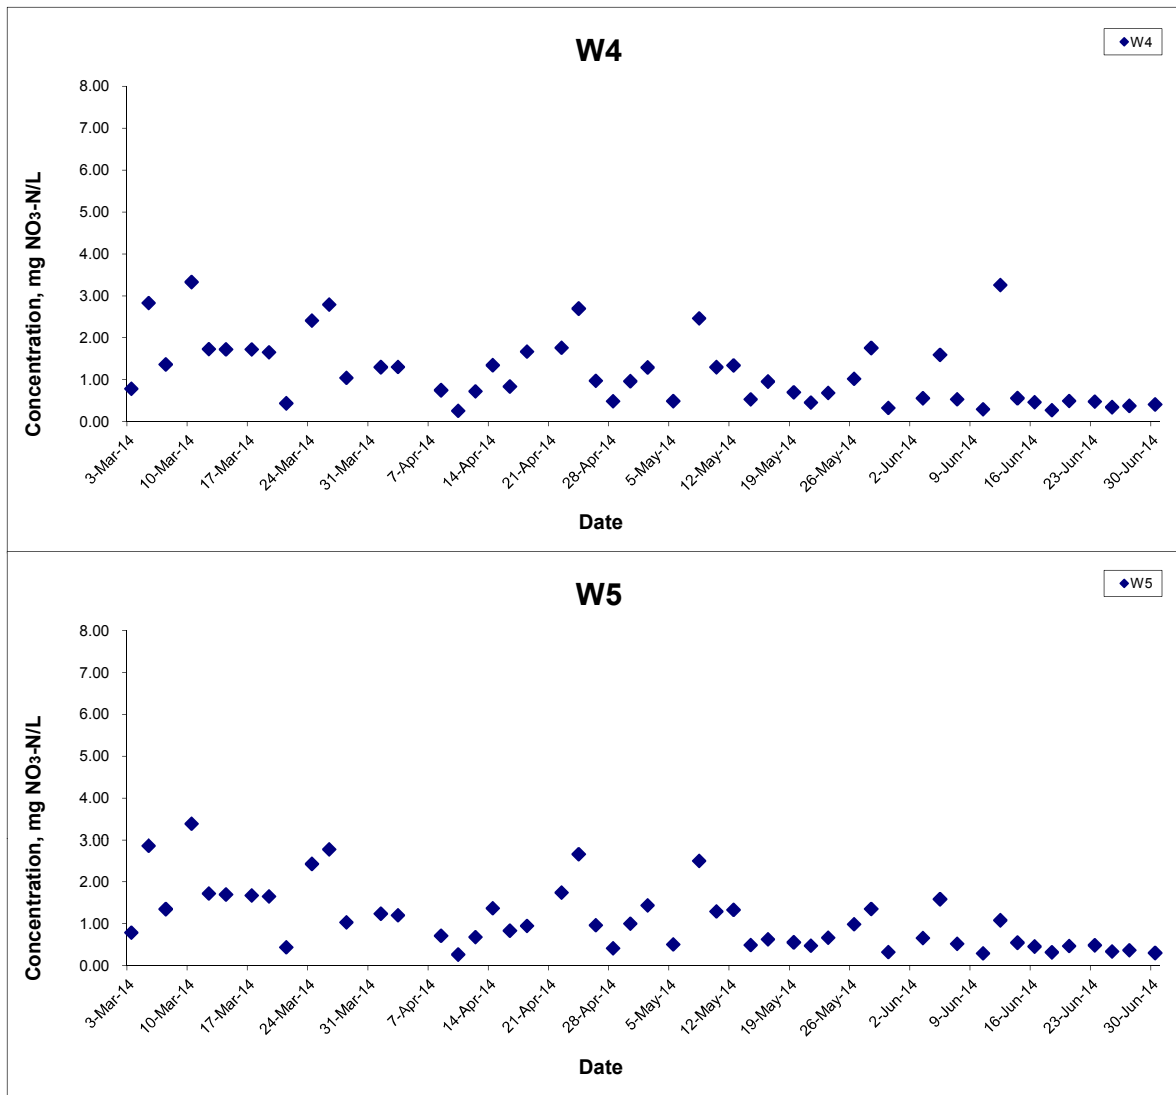 W4
W4
8.00
7.00
6.00
5.00
4.00
3.00
2.00
1.00
0.00
Concentration, mg NO3-N/L
3-Mar-14 10-Mar-14 17-Mar-14 24-Mar-14 31-Mar-14 7-Apr-14 14-Apr-14 21-Apr-14 28-Apr-14 5-May-14 12-May-14 19-May-14 26-May-14 2-Jun-14 9-Jun-14 16-Jun-14 23-Jun-14 30-Jun-14
Date
W5
W5
8.00
7.00
6.00
5.00
4.00
3.00
2.00
1.00
0.00
Concentration, mg NO3-N/L
3-Mar-14 10-Mar-14 17-Mar-14 24-Mar-14 31-Mar-14 7-Apr-14 14-Apr-14 21-Apr-14 28-Apr-14 5-May-14 12-May-14 19-May-14 26-May-14 2-Jun-14 9-Jun-14 16-Jun-14 23-Jun-14 30-Jun-14
Date